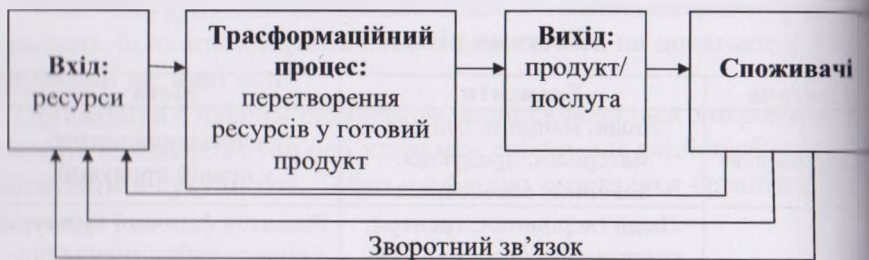 Вхід:
ресурси
Трасформаційний
процес:
перетворення
ресурсів у готовий
продукт
Вихід:
продукт/
послуга
Споживачі
Зворотний зв’язок